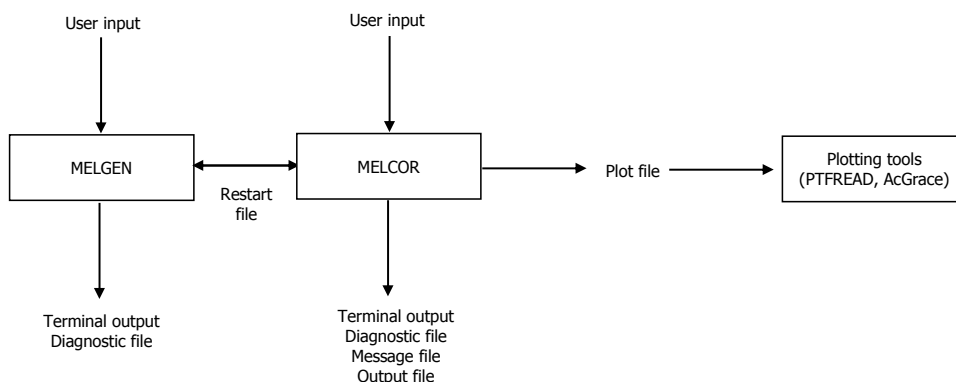 User input
User input
MELGEN
MELCOR
Restart
file
Plot file
Plotting tools
(PTFREAD, AcGrace)
Terminal output
Diagnostic file
Terminal output
Diagnostic file
Message file
Output file